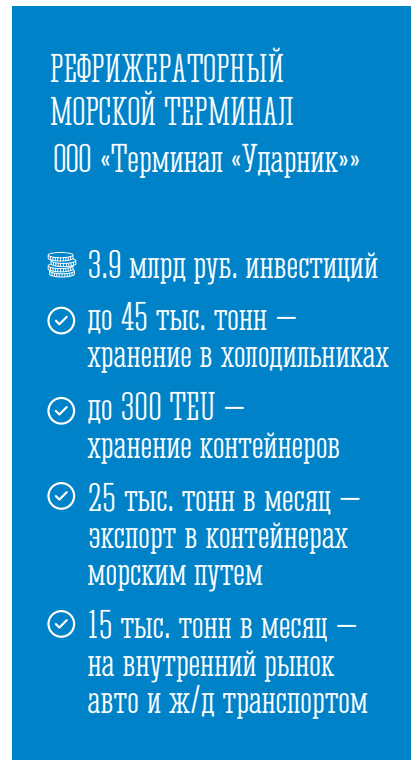 РЕФРИЖЕРАТОРНЫЙ
МОРСКОЙ ТЕРМИНАЛ
ООО «Терминал «Ударник»»
3.9 млрд руб. инвестиций
до 45 тыс. тонн —
хранение в холодильниках
до 300 TEU —
хранение контейнеров
25 тыс. тонн в месяц —
экспорт в контейнерах
морским путем
15 тыс. тонн в месяц —
на внутренний рынок
авто и ж/д транспортом